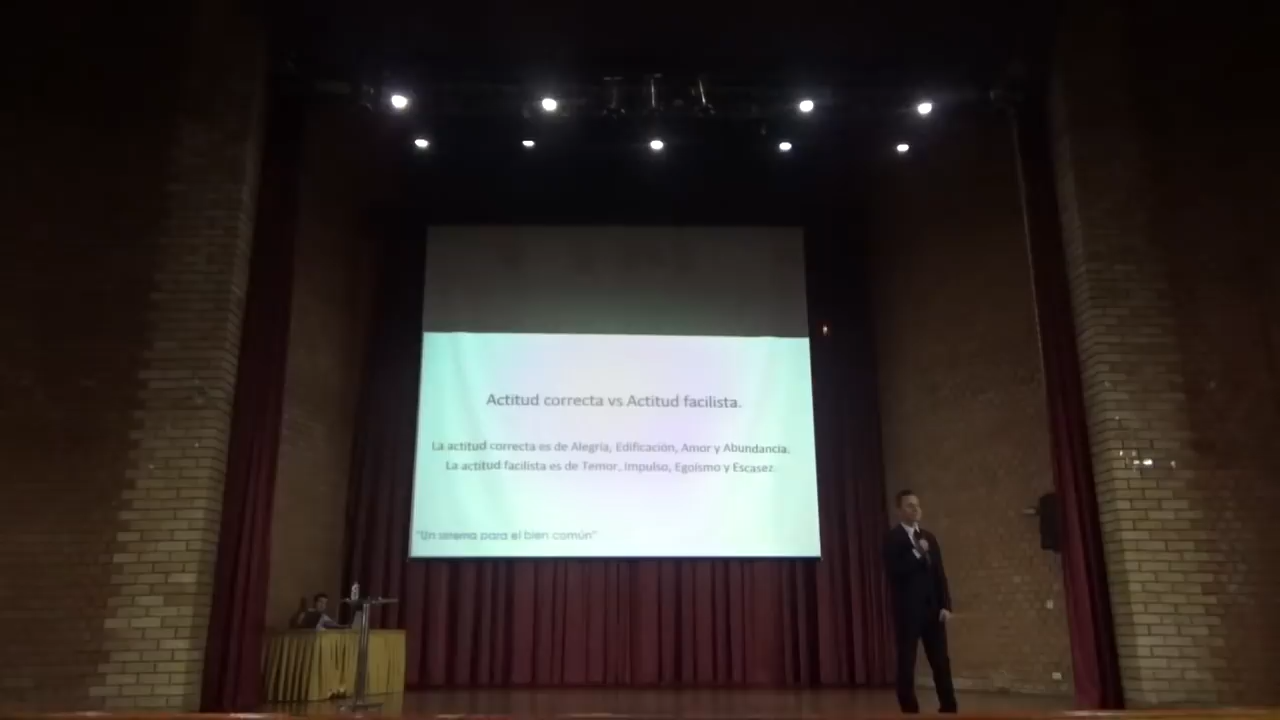 Actitud correcta vs Actitud facilista.
La actitud correcta es de Alegria, Edificación, Amor y Abundancia.
La actitud facilista es de Temor, Impulso, Egoísmo y Escasez
"Un sistema para el bien común"